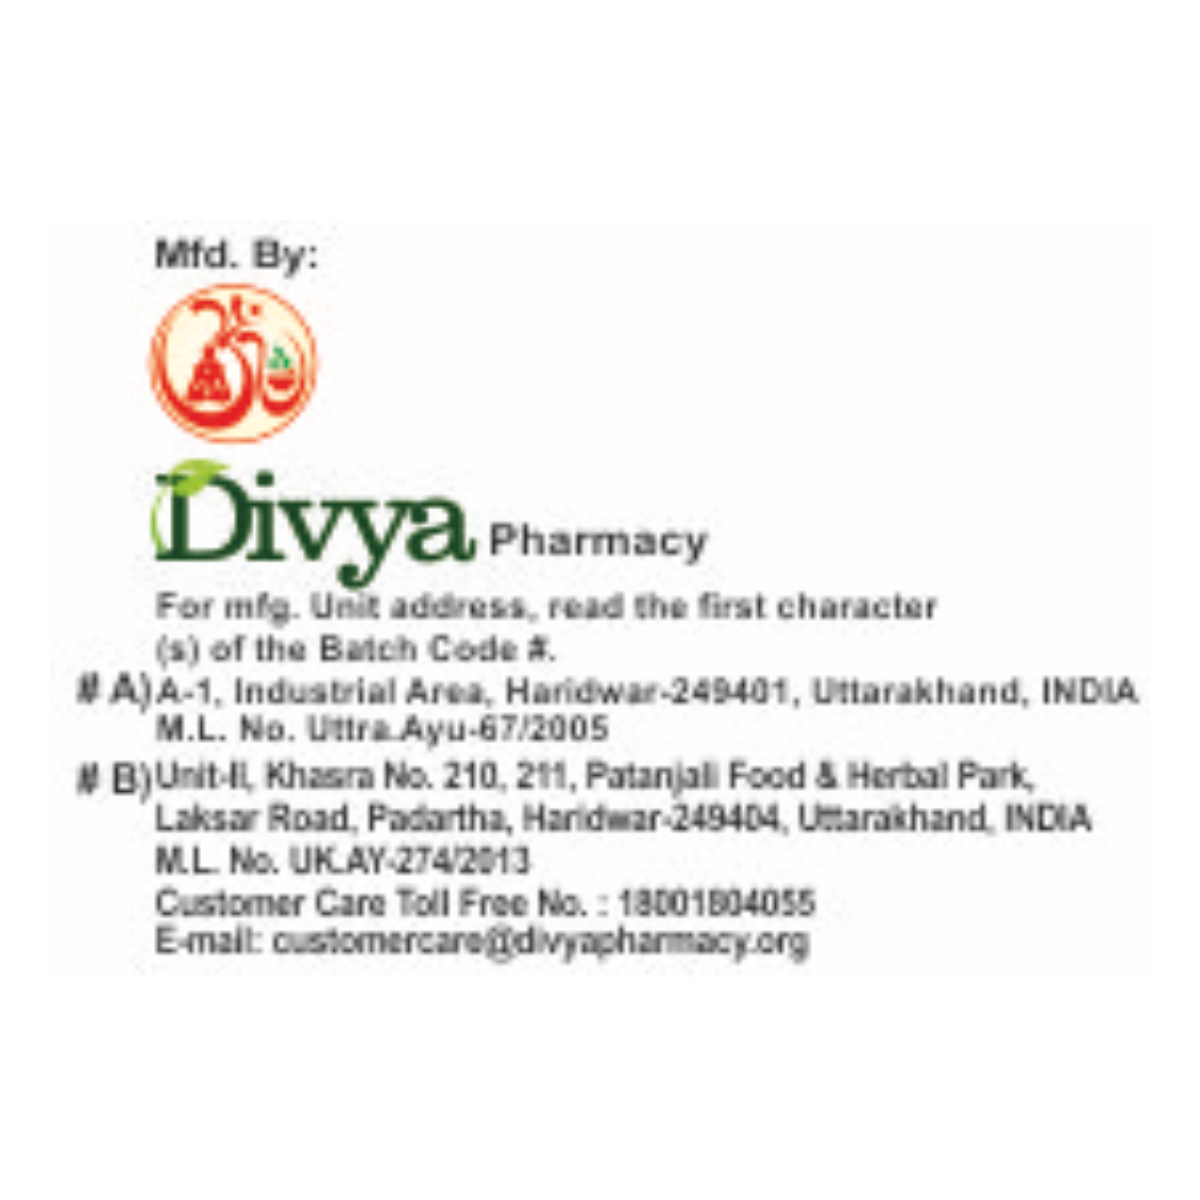 Mfd. By:
Divya Pharmacy
For mfg. Unit address, read the first character
(s) of the Batch Code #.
# A) A-1, Industrial Area, Haridwar-249401, Uttarakhand, INDIA
M.L. No. Uttra.Ayu-67/2005
# B) Unit-II, Khasra No. 210, 211, Patanjali Food & Herbal Park,
Laksar Road, Padartha, Haridwar-249404, Uttarakhand, INDIA
M.L. No. UK.AY-274/2013
Customer Care Toll Free No. : 18001804055
E-mail: customercare@divyapharmacy.org